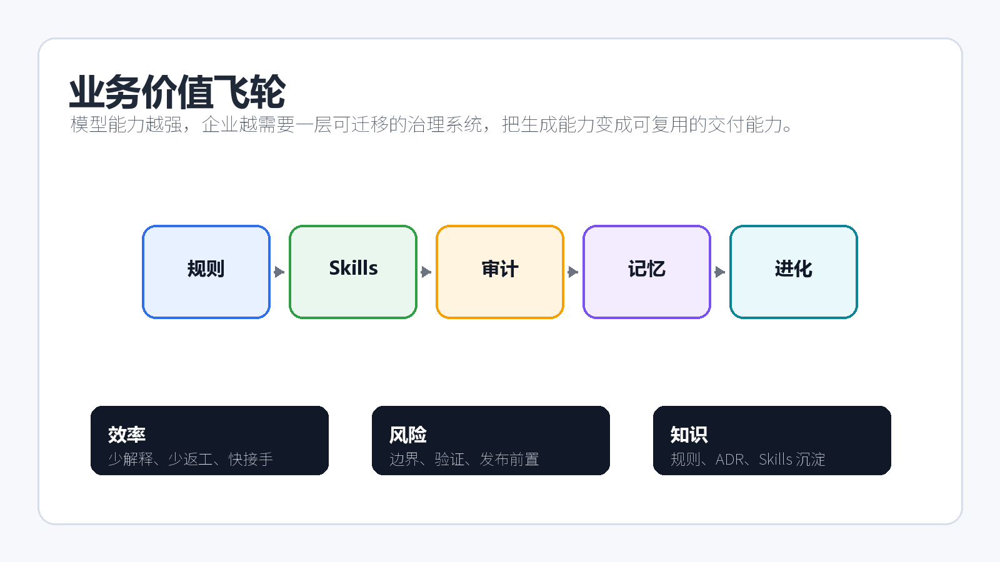 业务价值飞轮
模型能力越强，企业越需要一层可迁移的治理系统，把生成能力变成可复用的交付能力。
规则
Skills
审计
记忆
进化
效率
少解释、少返工、快接手
风险
边界、验证、发布前置
知识
规则、ADR、Skills 沉淀